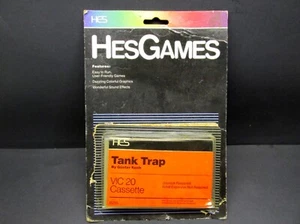 HES
HESGAMES
Features:
Easy to Run,
User-Friendly Games
Dazzling Colorful Graphics
Wonderful Sound Effects
HES
Tank Trap
VIC 20
Cassette